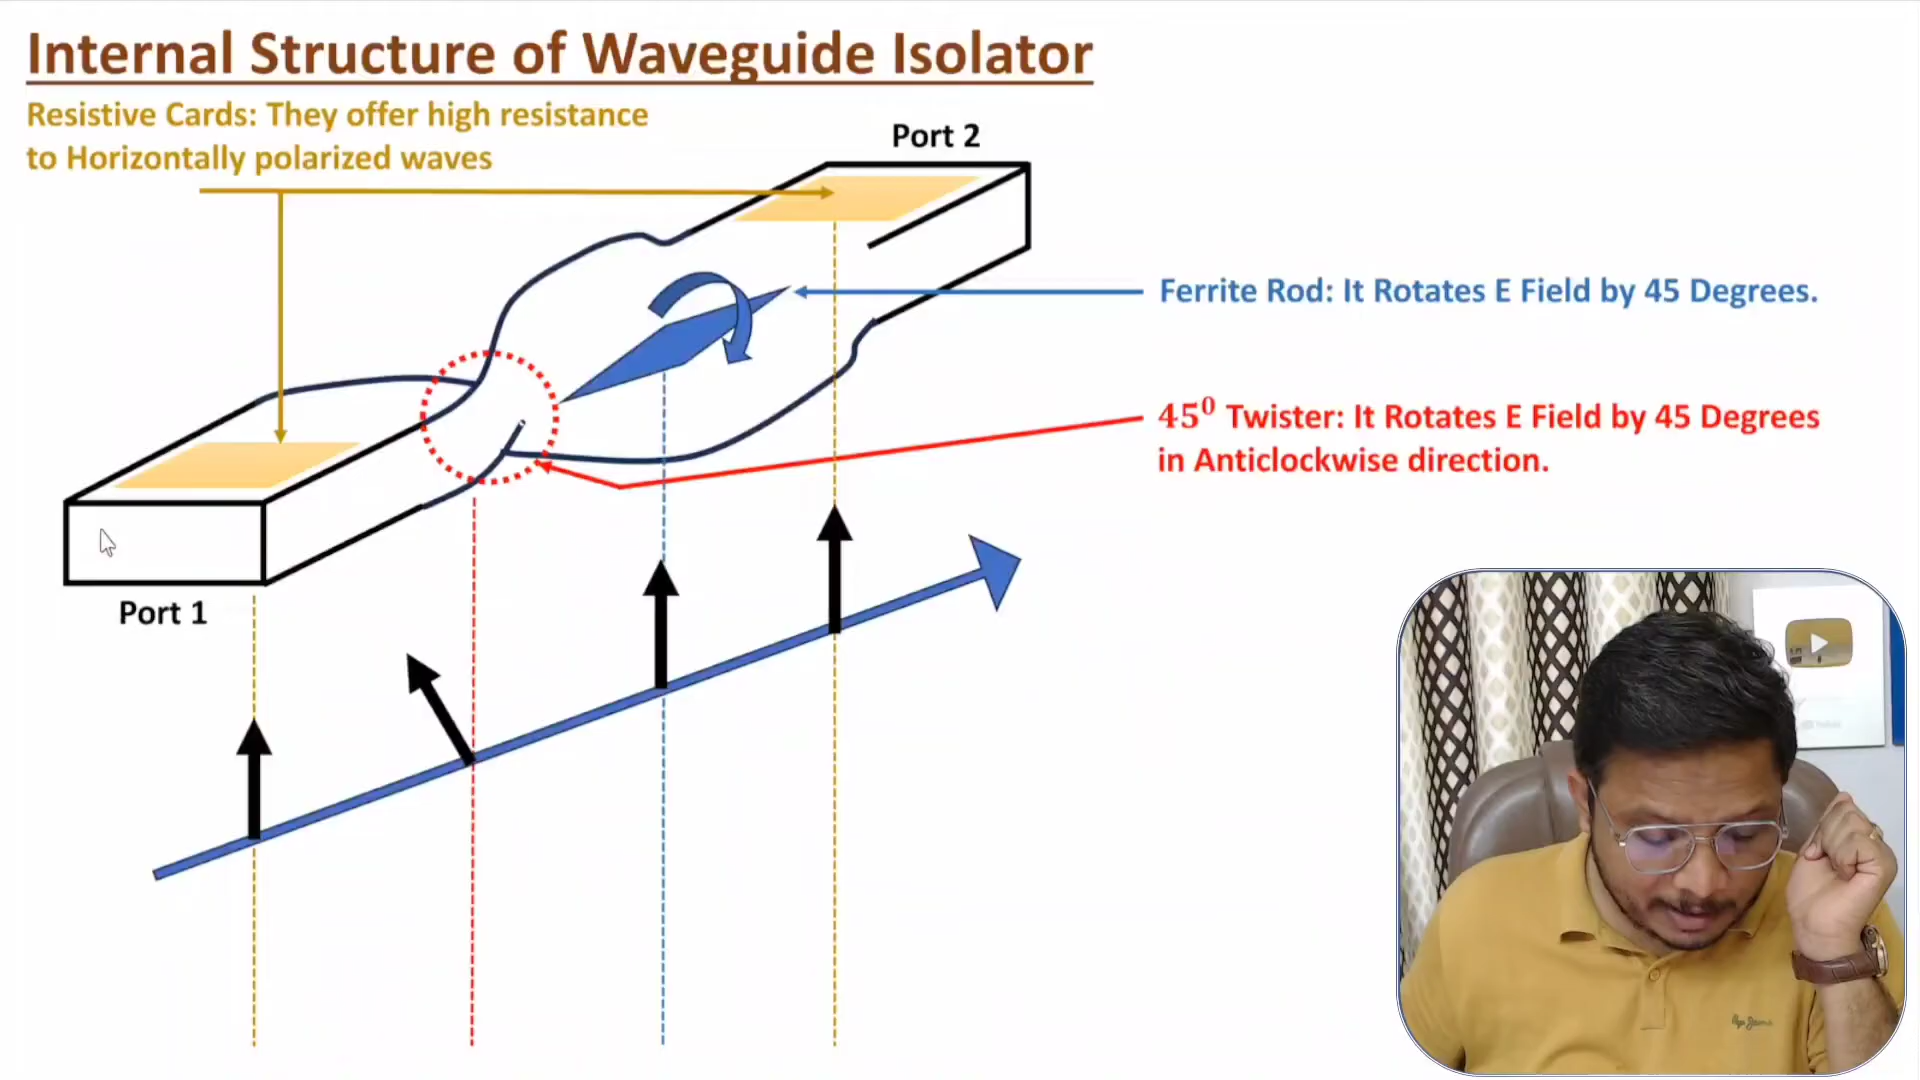 Internal Structure of Waveguide Isolator
Resistive Cards: They offer high resistance
to Horizontally polarized waves
Port 2
Ferrite Rod: It Rotates E Field by 45 Degrees.
45⁰ Twister: It Rotates E Field by 45 Degrees
in Anticlockwise direction.
Port 1